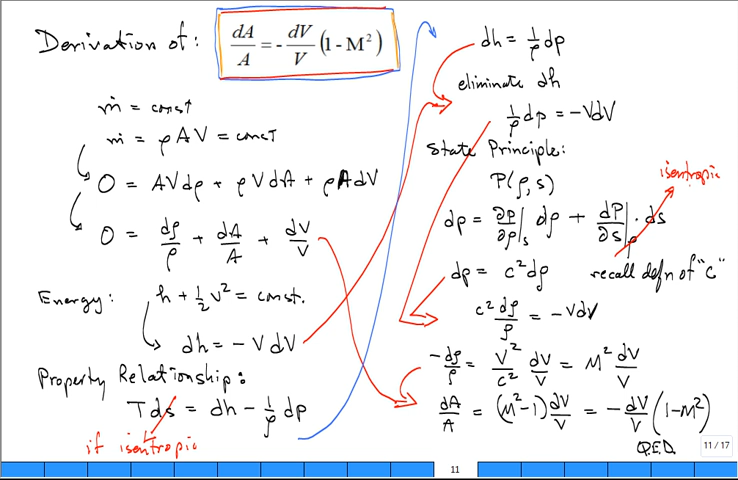 Derivation of: dA/A = - dV/V (1 - M²)
ṁ = const
ṁ = ρAV = const
0 = AVdρ + ρVdA + ρAdV
0 = dρ/ρ + dA/A + dV/V
Energy: h + ½V² = const.
dh = -VdV
Property Relationship:
Tds = dh - 1/ρ dp
if isentropic
dh = 1/ρ dp
eliminate dh
1/ρ dp = -VdV
State Principle:
isentropic
P(ρ,s)
dp = ∂p/∂ρ|s dρ + dP/∂s|ρ · ds
dp = c²dρ recall defn of "c"
c² dρ/ρ = -VdV
-dρ/ρ = V²/c² dV/V = M² dV/V
dA/A = (M²-1) dV/V = -dV/V (1-M²)
Q.E.D.
11 / 17
11